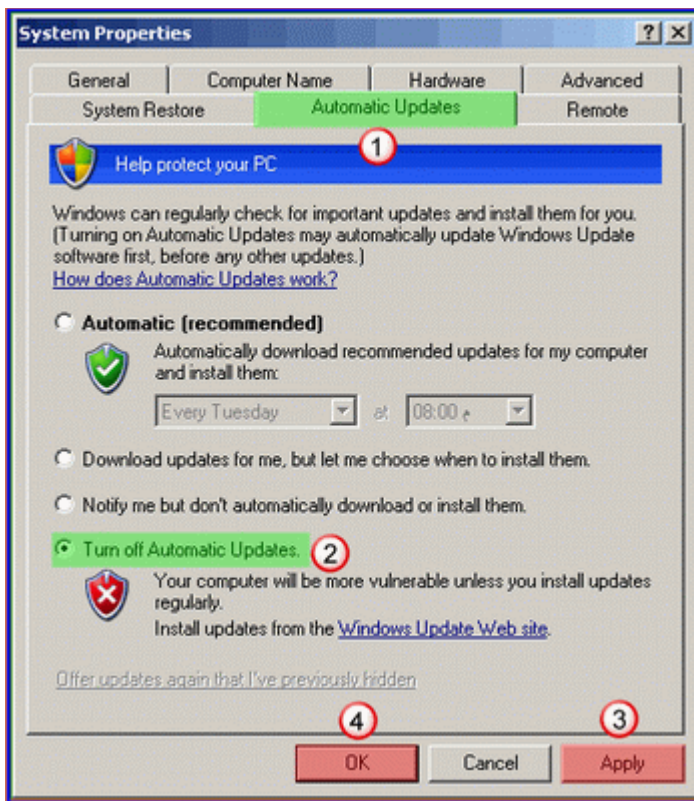 System Properties
General Computer Name Hardware Advanced
System Restore Automatic Updates Remote
1
Help protect your PC
Windows can regularly check for important updates and install them for you.
(Turning on Automatic Updates may automatically update Windows Update
software first, before any other updates.)
How does Automatic Updates work?
Automatic (recommended)
Automatically download recommended updates for my computer
and install them:
Every Tuesday at 08:00 م
Download updates for me, but let me choose when to install them.
Notify me but don't automatically download or install them.
Turn off Automatic Updates. 2
Your computer will be more vulnerable unless you install updates
regularly.
Install updates from the Windows Update Web site.
Offer updates again that I've previously hidden
4 3
OK Cancel Apply